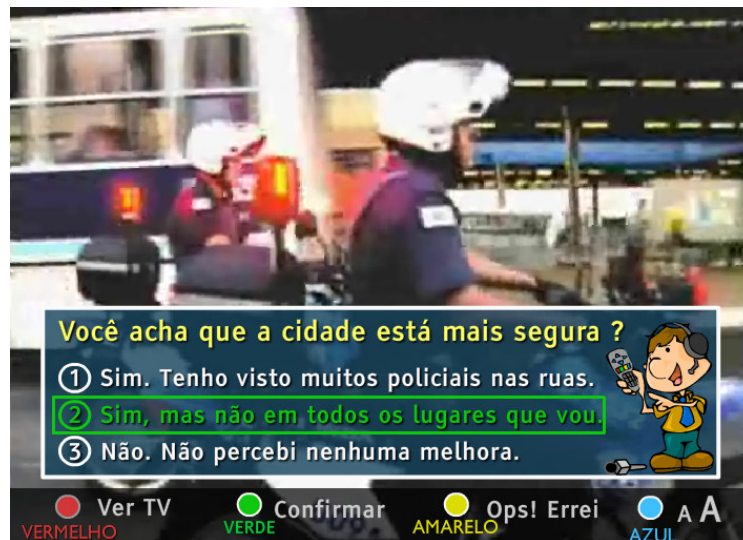 Você acha que a cidade está mais segura ?
1 Sim. Tenho visto muitos policiais nas ruas.
2 Sim, mas não em todos os lugares que vou.
3 Não. Não percebi nenhuma melhora.
Ver TV Confirmar Ops! Errei A A
VERMELHO VERDE AMARELO AZUL